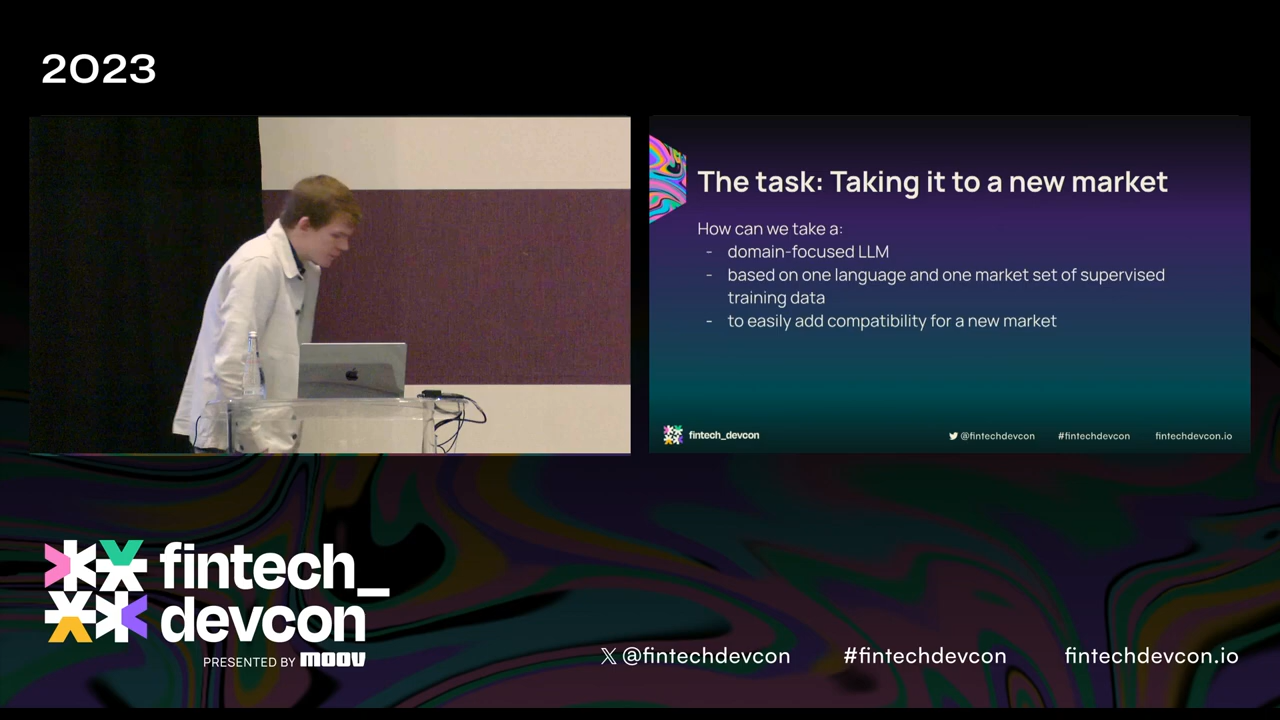 2023
The task: Taking it to a new market
How can we take a:
- domain-focused LLM
- based on one language and one market set of supervised
training data
- to easily add compatibility for a new market
fintech_devcon
@fintechdevcon
#fintechdevcon
fintechdevcon.io
fintech_
devcon
PRESENTED BY moov
𝕏 @fintechdevcon
#fintechdevcon
fintechdevcon.io